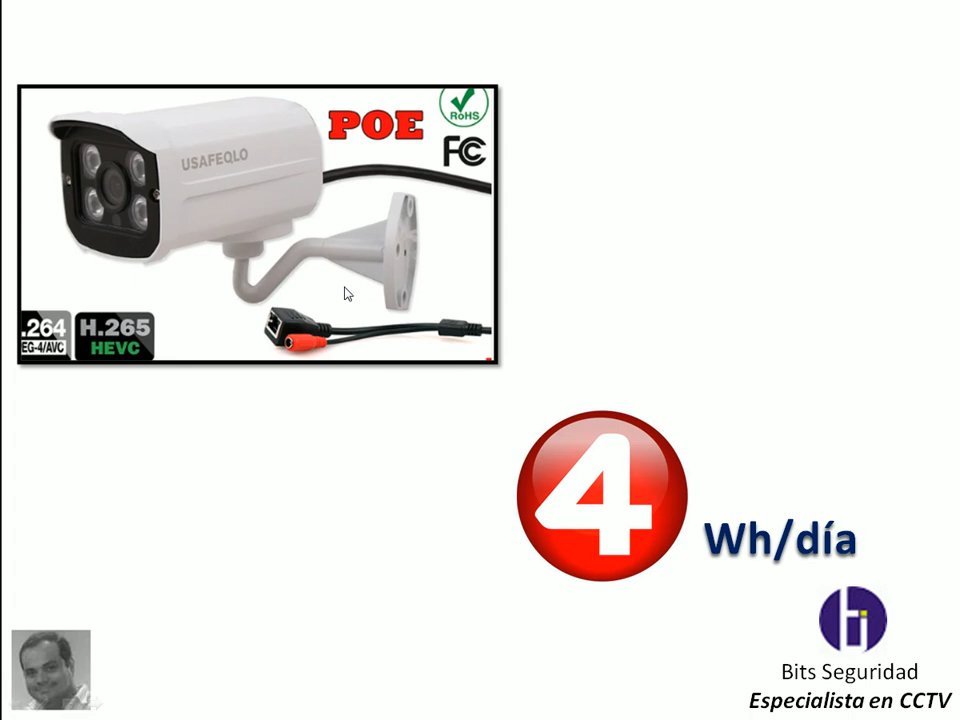 POE
RoHS
FC
USAFEQLO
.264
EG-4/AVC
H.265
HEVC
4
Wh/día
Bits Seguridad
Especialista en CCTV